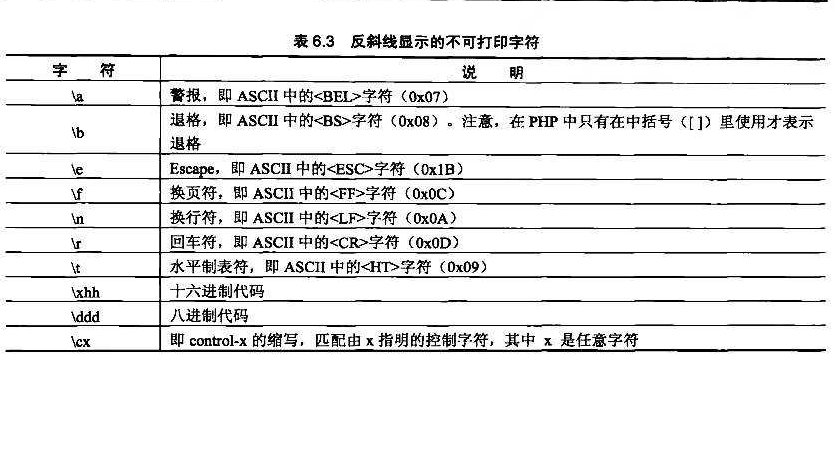 表 6.3 反斜线显示的不可打印字符
字 符 说 明
\a 警报，即 ASCII 中的<BEL>字符（0x07）
\b 退格，即 ASCII 中的<BS>字符（0x08）。注意，在 PHP 中只有在中括号（[ ]）里使用才表示
退格
\e Escape，即 ASCII 中的<ESC>字符（0x1B）
\f 换页符，即 ASCII 中的<FF>字符（0x0C）
\n 换行符，即 ASCII 中的<LF>字符（0x0A）
\r 回车符，即 ASCII 中的<CR>字符（0x0D）
\t 水平制表符，即 ASCII 中的<HT>字符（0x09）
\xhh 十六进制代码
\ddd 八进制代码
\cx 即 control-x 的缩写，匹配由 x 指明的控制字符，其中 x 是任意字符